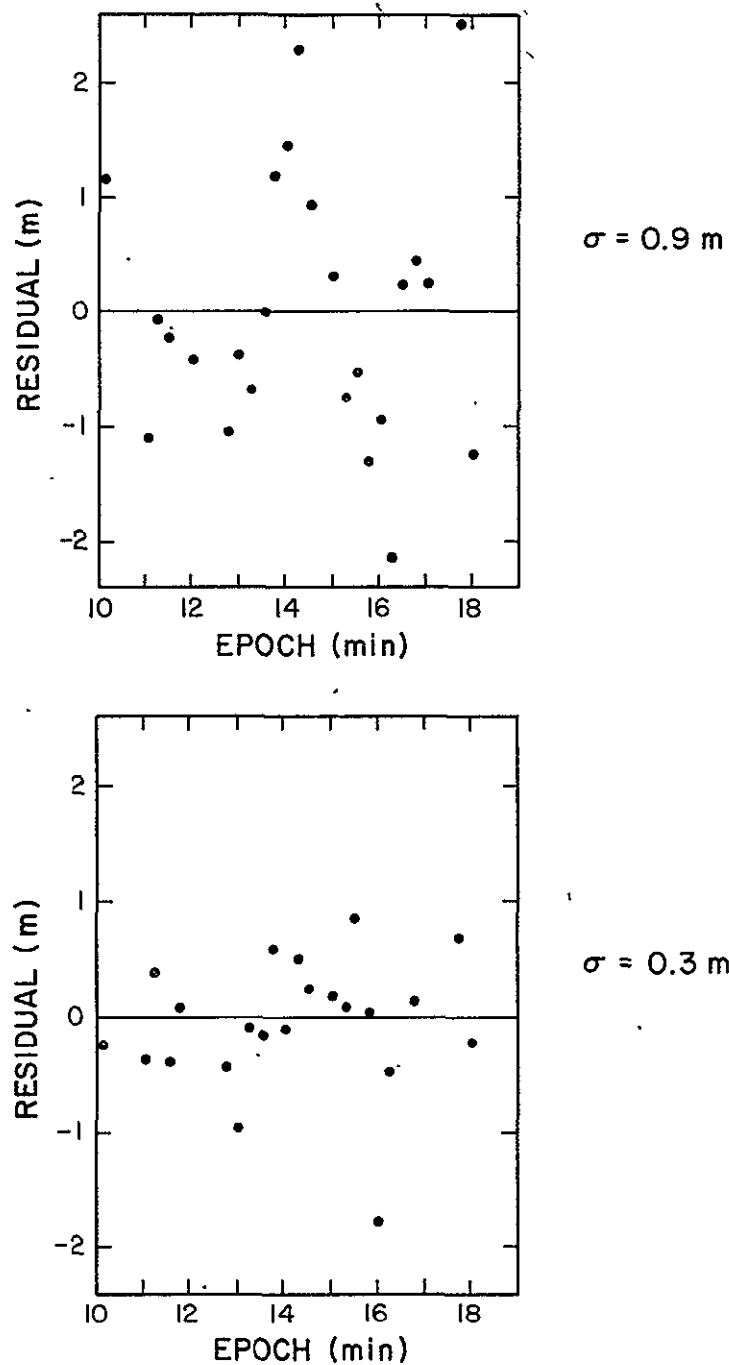 2
1
0
-1
-2
RESIDUAL (m)
10 12 14 16 18
EPOCH (min)
σ = 0.9 m
2
1
0
-1
-2
RESIDUAL (m)
10 12 14 16 18
EPOCH (min)
σ = 0.3 m